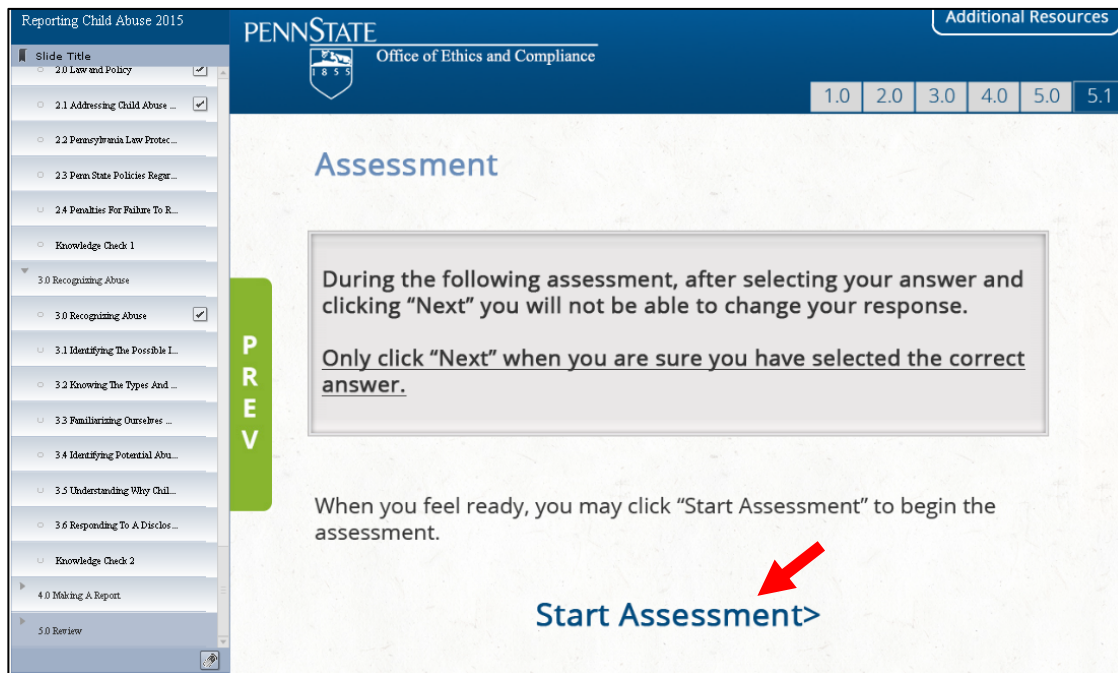 Reporting Child Abuse 2015
Slide Title
2.0 Law and Policy
2.1 Addressing Child Abuse ...
2.2 Pennsylvania Law Protec...
2.3 Penn State Policies Regar...
2.4 Penalties For Failure To R...
Knowledge Check 1
3.0 Recognizing Abuse
3.0 Recognizing Abuse
3.1 Identifying The Possible I...
3.2 Knowing The Types And ...
3.3 Familiarizing Ourselves ...
3.4 Identifying Potential Abu...
3.5 Understanding Why Chil...
3.6 Responding To A Disclos...
Knowledge Check 2
4.0 Making A Report
5.0 Review
PENNSTATE
1855
Office of Ethics and Compliance
Additional Resources
1.0 2.0 3.0 4.0 5.0 5.1
Assessment
During the following assessment, after selecting your answer and
clicking “Next” you will not be able to change your response.
Only click “Next” when you are sure you have selected the correct
answer.
PREV
When you feel ready, you may click “Start Assessment” to begin the
assessment.
Start Assessment>